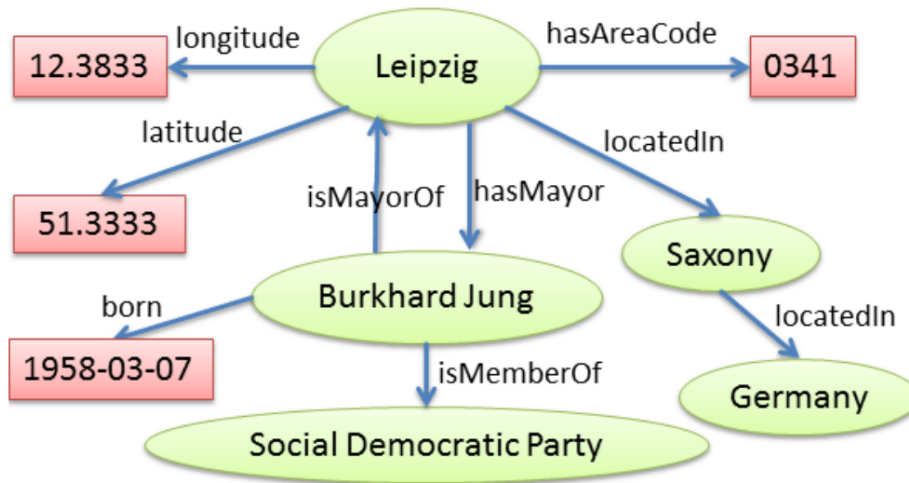 longitude
hasAreaCode
12.3833
Leipzig
0341
latitude
locatedIn
isMayorOf
hasMayor
51.3333
Saxony
born
Burkhard Jung
locatedIn
1958-03-07
isMemberOf
Germany
Social Democratic Party